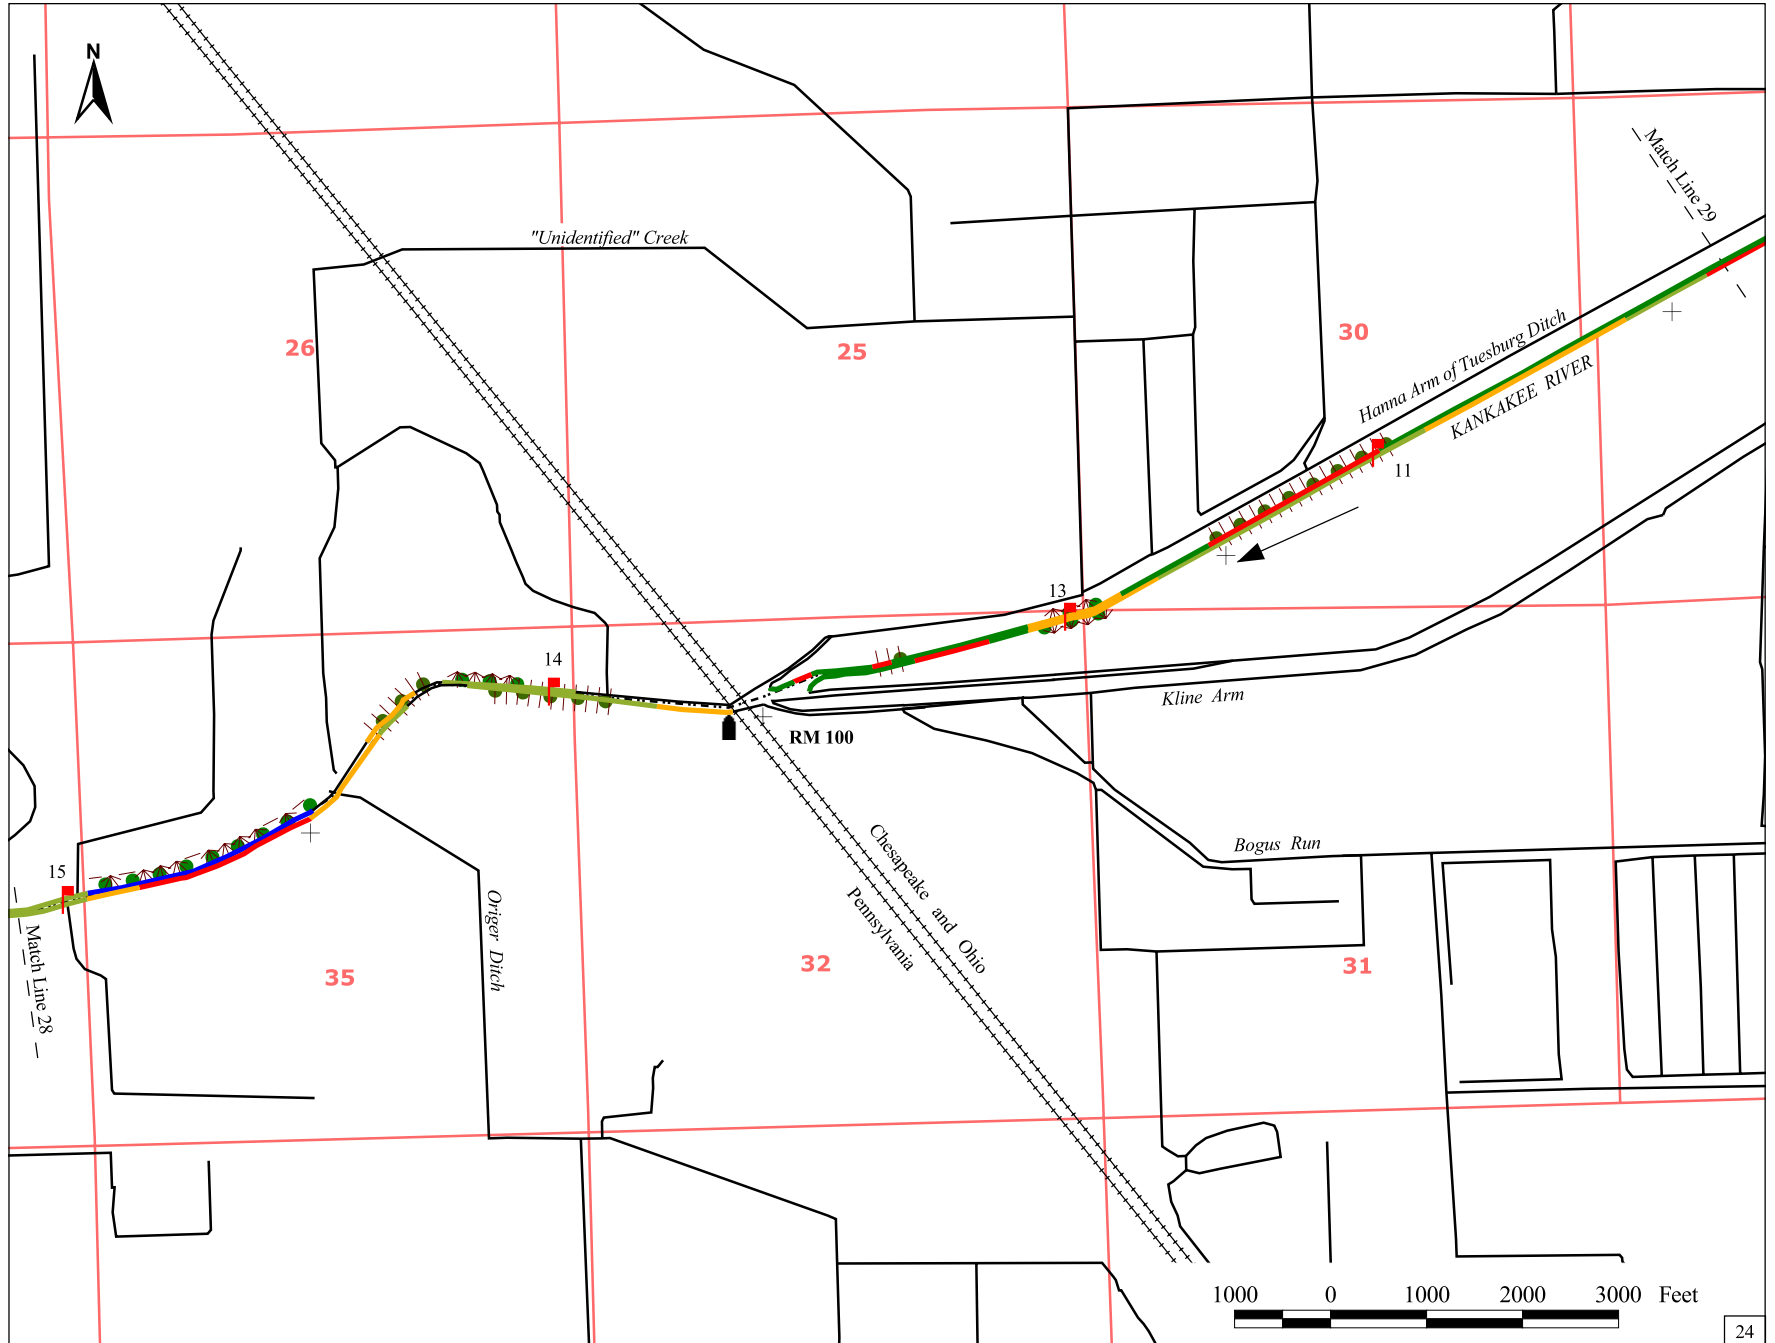 N
Match Line 29
"Unidentified" Creek
26
25
30
Hanna Arm of Tuesburg Ditch
KANKAKEE RIVER
11
13
14
Kline Arm
RM 100
15
Chesapeake and Ohio
Pennsylvania
Bogus Run
Origer Ditch
Match Line 28
35
32
31
1000 0 1000 2000 3000 Feet
24